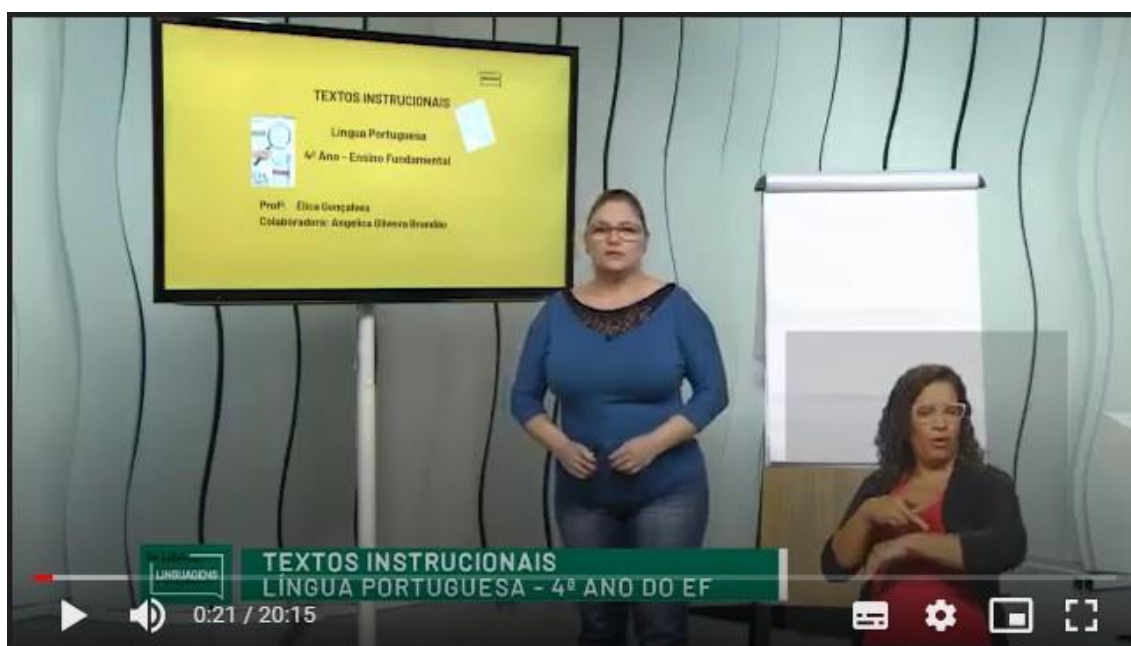 TEXTOS INSTRUCIONAIS
Língua Portuguesa
4º Ano - Ensino Fundamental
Profª. Élica Gonçalves
Colaboradora: Angelica Oliveira Brandão
LINGUAGENS
TEXTOS INSTRUCIONAIS
LÍNGUA PORTUGUESA - 4º ANO DO EF
0:21 / 20:15